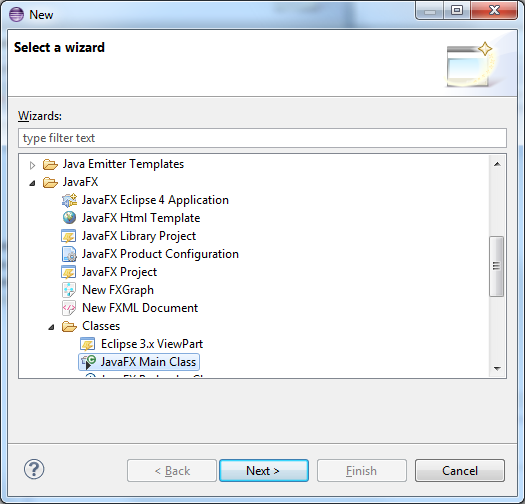 New
Select a wizard
Wizards:
type filter text
Java Emitter Templates
JavaFX
JavaFX Eclipse 4 Application
JavaFX Html Template
JavaFX Library Project
JavaFX Product Configuration
JavaFX Project
New FXGraph
New FXML Document
Classes
Eclipse 3.x ViewPart
JavaFX Main Class
< Back
Next >
Finish
Cancel